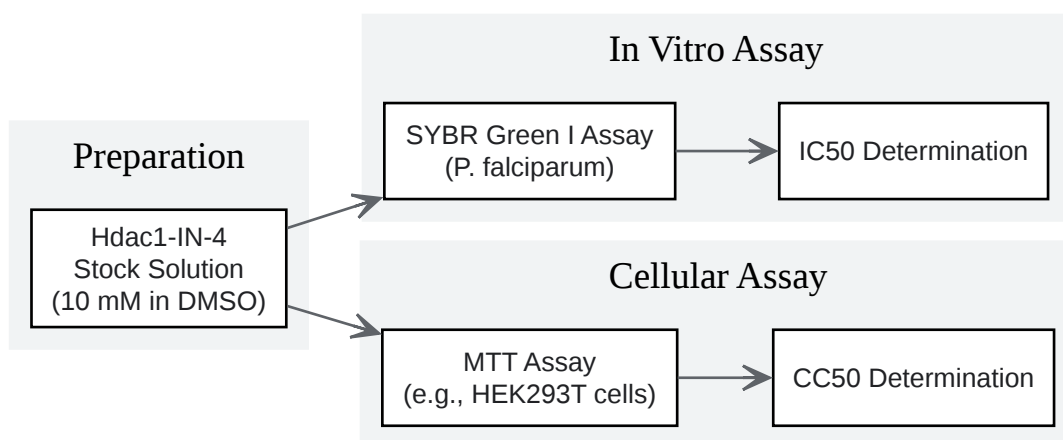 Preparation
Hdac1-IN-4
Stock Solution
(10 mM in DMSO)
In Vitro Assay
SYBR Green I Assay
(P. falciparum)
IC50 Determination
Cellular Assay
MTT Assay
(e.g., HEK293T cells)
CC50 Determination